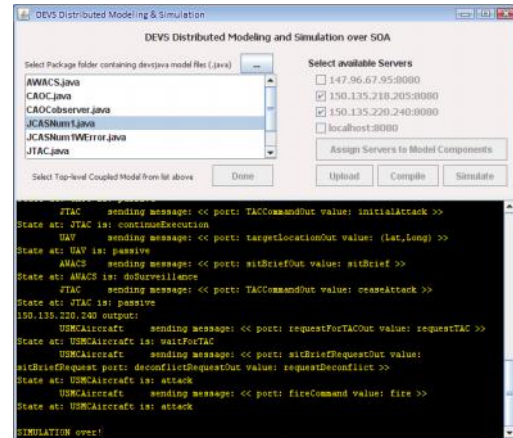 DEVS Distributed Modeling & Simulation
DEVS Distributed Modeling and Simulation over SOA
Select Package folder containing devsjava model files (.java)
...
Select available Servers
AWACS.java
CAOC.java
CAOCobserver.java
JCASNum1.java
JCASNum1WError.java
JTAC.java
147.96.67.95:8080
150.135.218.205:8080
150.135.220.240:8080
localhost:8080
Assign Servers to Model Components
Select Top-level Coupled Model from list above
Done
Upload
Compile
Simulate
JTAC sending message: << port: TACCommandOut value: initialAttack >>
State at: JTAC is: continueExecution
UAV sending message: << port: targetLocationOut value: (Lat,Long) >>
State at: UAV is: passive
AWACS sending message: << port: sitBriefOut value: sitBrief >>
State at: AWACS is: doSurveillance
JTAC sending message: << port: TACCommandOut value: ceaseAttack >>
State at: JTAC is: passive
150.135.220.240 output:
USMCAircraft sending message: << port: requestForTACOut value: requestTAC >>
State at: USMCAircraft is: waitForTAC
USMCAircraft sending message: << port: sitBriefRequestOut value:
sitBriefRequest port: deconflictRequestOut value: requestDeconflict >>
State at: USMCAircraft is: attack
USMCAircraft sending message: << port: fireCommand value: fire >>
State at: USMCAircraft is: attack
SIMULATION over!